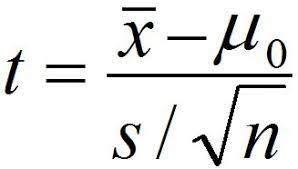 t = (x̄ − μ₀) / (s / √n)